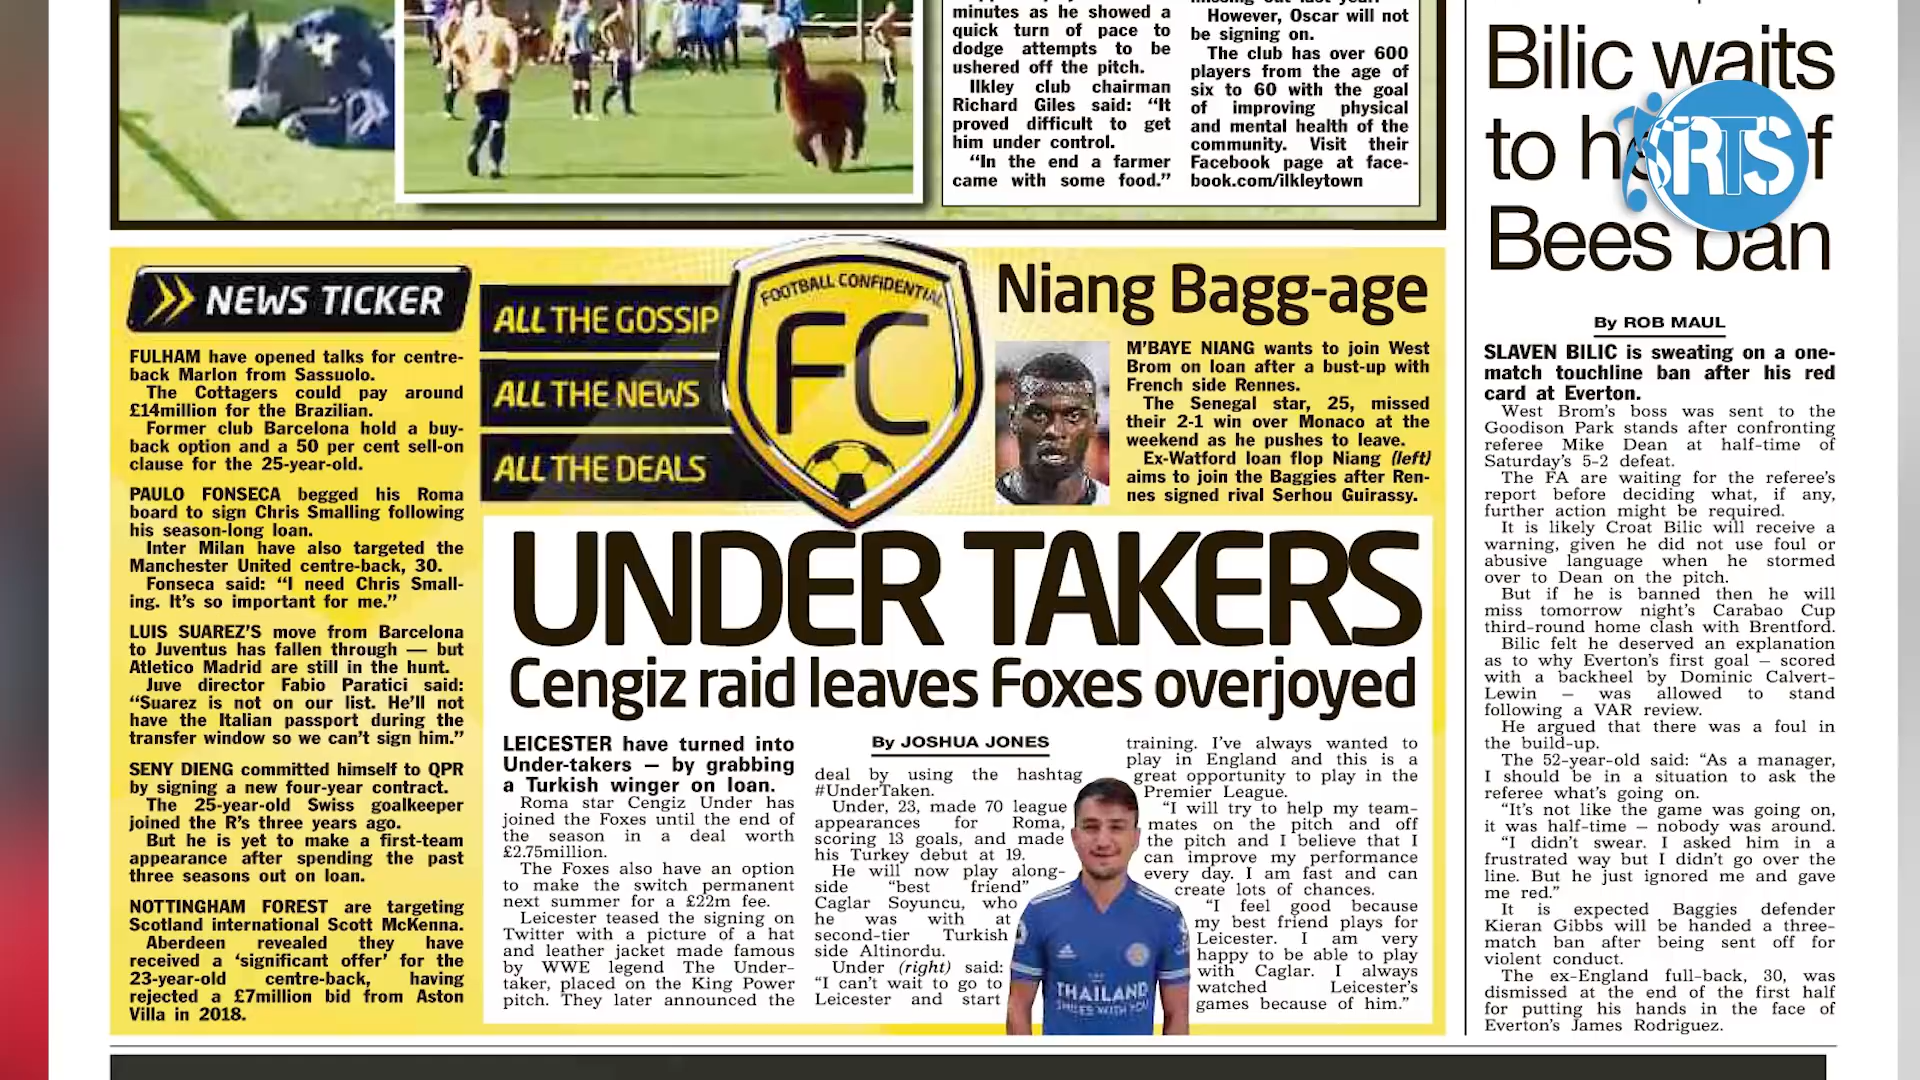 minutes as he showed a
quick turn of pace to
dodge attempts to be
ushered off the pitch.
Ilkley club chairman
Richard Giles said: “It
proved difficult to get
him under control.
“In the end a farmer
came with some food.”
However, Oscar will not
be signing on.
The club has over 600
players from the age of
six to 60 with the goal
of improving physical
and mental health of the
community. Visit their
Facebook page at face-
book.com/ilkleytown
Bilic waits
to f
Bees ban
RTS
By ROB MAUL
SLAVEN BILIC is sweating on a one-
match touchline ban after his red
card at Everton.
West Brom’s boss was sent to the
Goodison Park stands after confronting
referee Mike Dean at half-time of
Saturday’s 5-2 defeat.
The FA are waiting for the referee’s
report before deciding what, if any,
further action might be required.
It is likely Croat Bilic will receive a
warning, given he did not use foul or
abusive language when he stormed
over to Dean on the pitch.
But if he is banned then he will
miss tomorrow night’s Carabao Cup
third-round home clash with Brentford.
Bilic felt he deserved an explanation
as to why Everton’s first goal – scored
with a backheel by Dominic Calvert-
Lewin – was allowed to stand
following a VAR review.
He argued that there was a foul in
the build-up.
The 52-year-old said: “As a manager,
I should be in a situation to ask the
referee what’s going on.
“It’s not like the game was going on,
it was half-time – nobody was around.
“I didn’t swear. I asked him in a
frustrated way but I didn’t go over the
line. But he just ignored me and gave
me red.”
It is expected Baggies defender
Kieran Gibbs will be handed a three-
match ban after being sent off for
violent conduct.
The ex-England full-back, 30, was
dismissed at the end of the first half
for putting his hands in the face of
Everton’s James Rodriguez.
NEWS TICKER
FULHAM have opened talks for centre-
back Marlon from Sassuolo.
The Cottagers could pay around
£14million for the Brazilian.
Former club Barcelona hold a buy-
back option and a 50 per cent sell-on
clause for the 25-year-old.
PAULO FONSECA begged his Roma
board to sign Chris Smalling following
his season-long loan.
Inter Milan have also targeted the
Manchester United centre-back, 30.
Fonseca said: “I need Chris Small-
ing. It’s so important for me.”
LUIS SUAREZ’S move from Barcelona
to Juventus has fallen through — but
Atletico Madrid are still in the hunt.
Juve director Fabio Paratici said:
“Suarez is not on our list. He’ll not
have the Italian passport during the
transfer window so we can’t sign him.”
SENY DIENG committed himself to QPR
by signing a new four-year contract.
The 25-year-old Swiss goalkeeper
joined the R’s three years ago.
But he is yet to make a first-team
appearance after spending the past
three seasons out on loan.
NOTTINGHAM FOREST are targeting
Scotland international Scott McKenna.
Aberdeen revealed they have
received a ‘significant offer’ for the
23-year-old centre-back, having
rejected a £7million bid from Aston
Villa in 2018.
ALL THE GOSSIP
ALL THE NEWS
ALL THE DEALS
FOOTBALL CONFIDENTIAL
FC
Niang Bagg-age
M’BAYE NIANG wants to join West
Brom on loan after a bust-up with
French side Rennes.
The Senegal star, 25, missed
their 2-1 win over Monaco at the
weekend as he pushes to leave.
Ex-Watford loan flop Niang (left)
aims to join the Baggies after Ren-
nes signed rival Serhou Guirassy.
UNDER TAKERS
Cengiz raid leaves Foxes overjoyed
LEICESTER have turned into
Under-takers — by grabbing
a Turkish winger on loan.
Roma star Cengiz Under has
joined the Foxes until the end of
the season in a deal worth
£2.75million.
The Foxes also have an option
to make the switch permanent
next summer for a £22m fee.
Leicester teased the signing on
Twitter with a picture of a hat
and leather jacket made famous
by WWE legend The Under-
taker, placed on the King Power
pitch. They later announced the
By JOSHUA JONES
deal by using the hashtag
#UnderTaken.
Under, 23, made 70 league
appearances for Roma,
scoring 13 goals, and made
his Turkey debut at 19.
He will now play along-
side “best friend”
Caglar Soyuncu, who
he was with at
second-tier Turkish
side Altinordu.
Under (right) said:
“I can’t wait to go to
Leicester and start
training. I’ve always wanted to
play in England and this is a
great opportunity to play in the
Premier League.
“I will try to help my team-
mates on the pitch and off
the pitch and I believe that I
can improve my performance
every day. I am fast and can
create lots of chances.
“I feel good because
my best friend plays for
Leicester. I am very
happy to be able to play
with Caglar. I always
watched Leicester’s
games because of him.”
THAILAND
SMILES WITH YOU